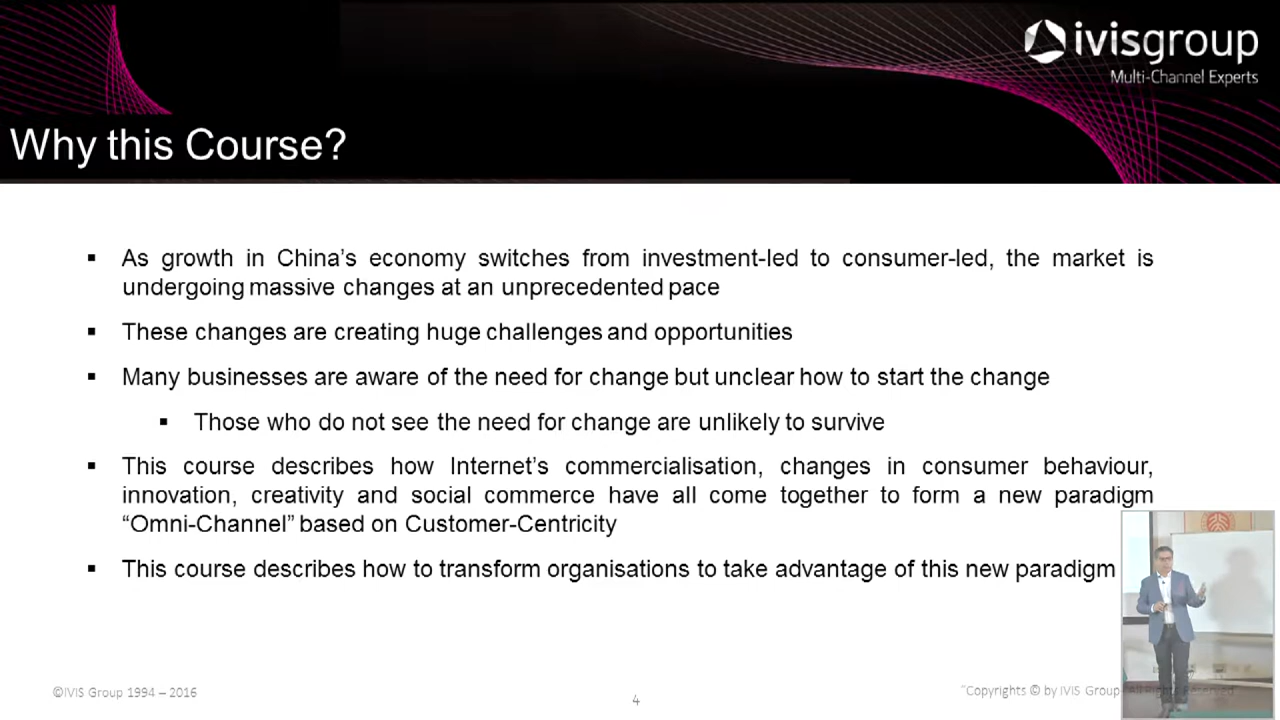 ivisgroup
Multi-Channel Experts
Why this Course?
▪ As growth in China’s economy switches from investment-led to consumer-led, the market is
undergoing massive changes at an unprecedented pace
▪ These changes are creating huge challenges and opportunities
▪ Many businesses are aware of the need for change but unclear how to start the change
▪ Those who do not see the need for change are unlikely to survive
▪ This course describes how Internet’s commercialisation, changes in consumer behaviour,
innovation, creativity and social commerce have all come together to form a new paradigm
“Omni-Channel” based on Customer-Centricity
▪ This course describes how to transform organisations to take advantage of this new paradigm
©IVIS Group 1994 – 2016
4
“Copyrights © by IVIS Group. All Rights Reserved